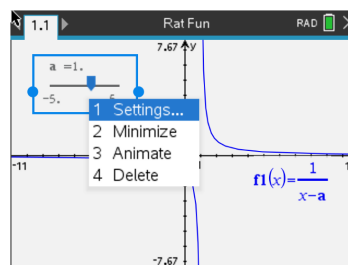 1.1
Rat Fun
RAD
7.67
y
a =1.
-5.
5.
1 Settings...
2 Minimize
3 Animate
4 Delete
-11
1
f1(x)=1/(x-a)
-7.67